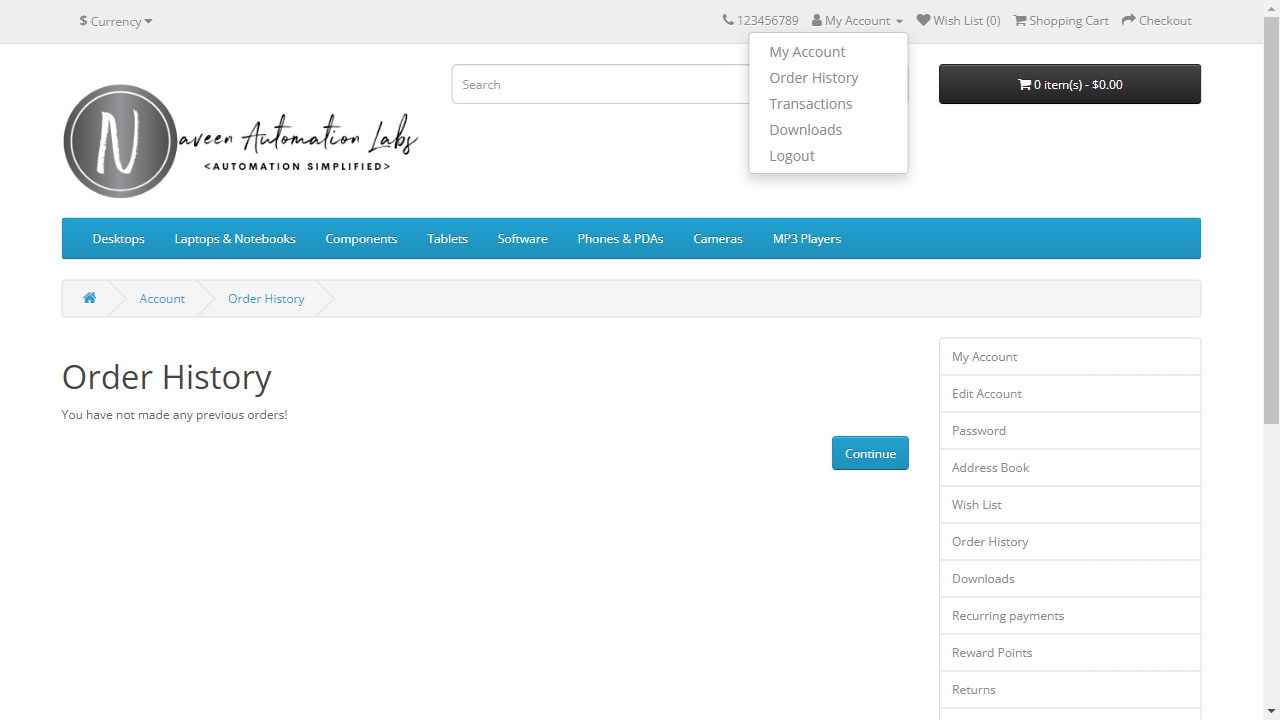 $ Currency
123456789 My Account Wish List (0) Shopping Cart Checkout
My Account
Order History
Transactions
Downloads
Logout
N
aveen Automation Labs
<AUTOMATION SIMPLIFIED>
Search
0 item(s) - $0.00
Desktops Laptops & Notebooks Components Tablets Software Phones & PDAs Cameras MP3 Players
Account Order History
Order History
You have not made any previous orders!
Continue
My Account
Edit Account
Password
Address Book
Wish List
Order History
Downloads
Recurring payments
Reward Points
Returns